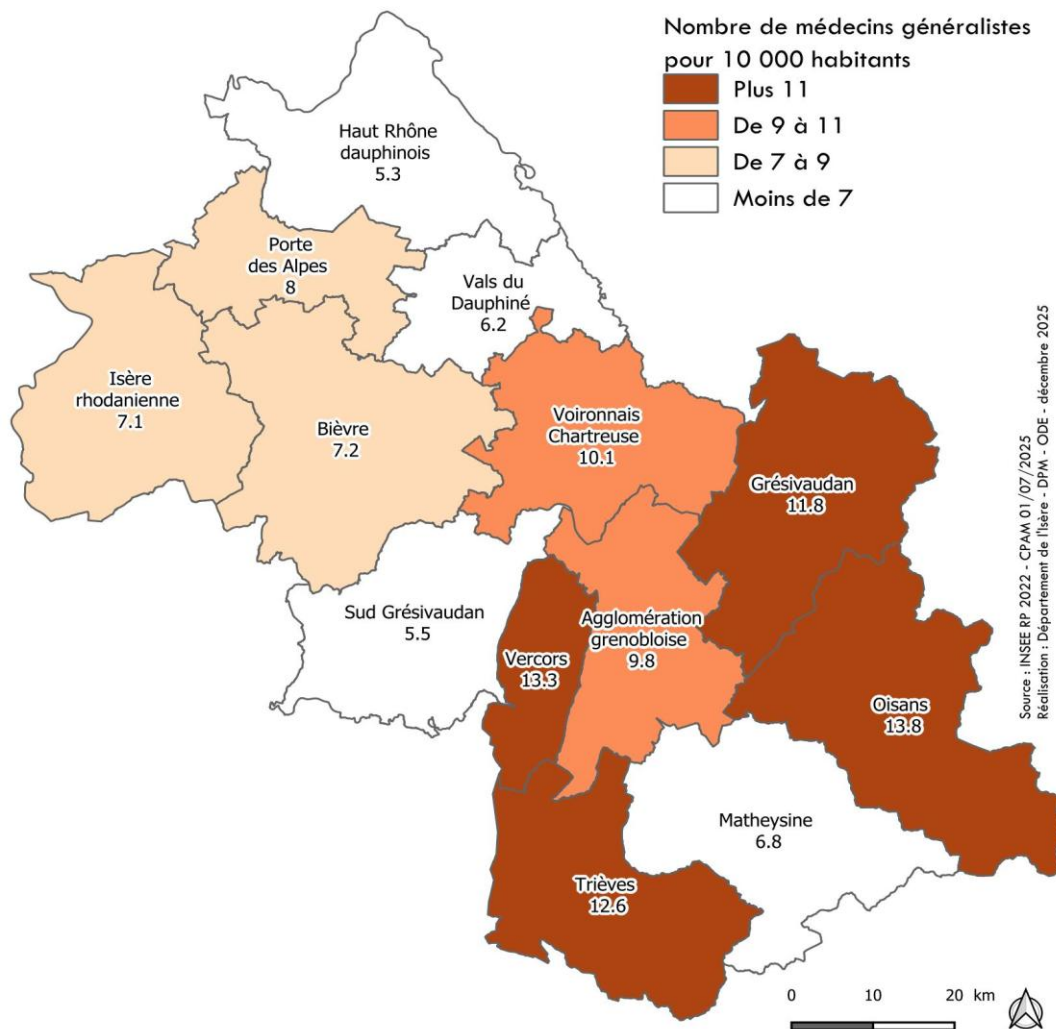 Nombre de médecins généralistes
pour 10 000 habitants
Plus 11
De 9 à 11
De 7 à 9
Moins de 7
Haut Rhône
dauphinois
5.3
Porte
des Alpes
8
Vals du
Dauphiné
6.2
Isère
rhodanienne
7.1
Bièvre
7.2
Voironnais
Chartreuse
10.1
Grésivaudan
11.8
Sud Grésivaudan
5.5
Vercors
13.3
Agglomération
grenobloise
9.8
Oisans
13.8
Matheysine
6.8
Trièves
12.6
Source : INSEE RP 2022 - CPAM 01/07/2025
Réalisation : Département de l'Isère - DPM - ODE - décembre 2025
0 10 20 km